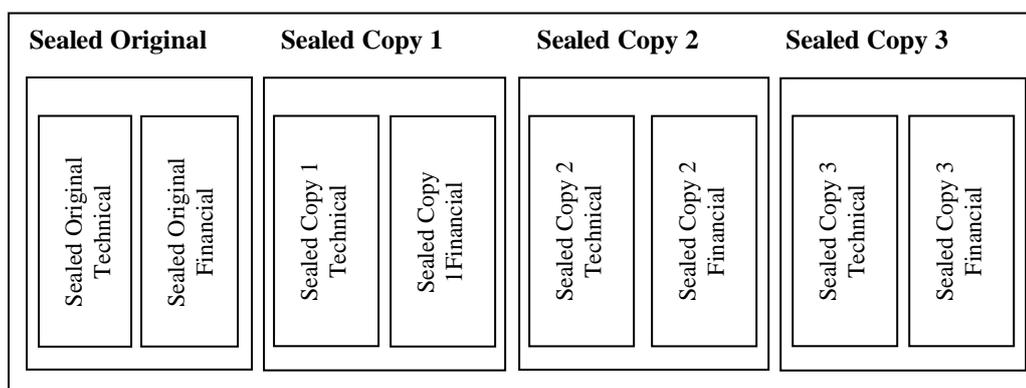 Sealed Original
Sealed Copy 1
Sealed Copy 2
Sealed Copy 3
Sealed Original
Technical
Sealed Original
Financial
Sealed Copy 1
Technical
Sealed Copy
1Financial
Sealed Copy 2
Technical
Sealed Copy 2
Financial
Sealed Copy 3
Technical
Sealed Copy 3
Financial